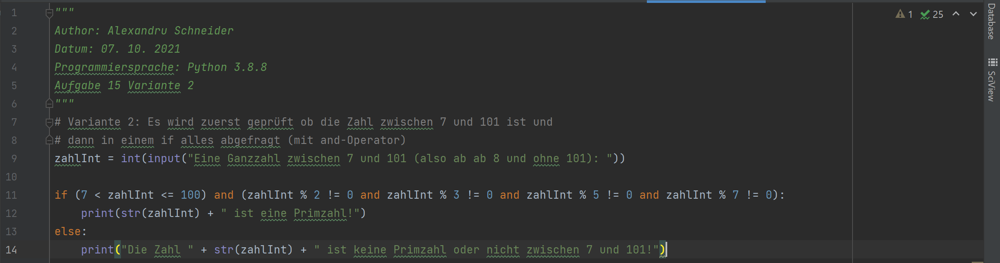 1 """ 1 25
2 Author: Alexandru Schneider
3 Datum: 07. 10. 2021
4 Programmiersprache: Python 3.8.8
5 Aufgabe 15 Variante 2
6 """
7 # Variante 2: Es wird zuerst geprüft ob die Zahl zwischen 7 und 101 ist und
8 # dann in einem if alles abgefragt (mit and-Operator)
9 zahlInt = int(input("Eine Ganzzahl zwischen 7 und 101 (also ab ab 8 und ohne 101): "))
10
11 if (7 < zahlInt <= 100) and (zahlInt % 2 != 0 and zahlInt % 3 != 0 and zahlInt % 5 != 0 and zahlInt % 7 != 0):
12     print(str(zahlInt) + " ist eine Primzahl!")
13 else:
14     print("Die Zahl " + str(zahlInt) + " ist keine Primzahl oder nicht zwischen 7 und 101!")
Database
SciView